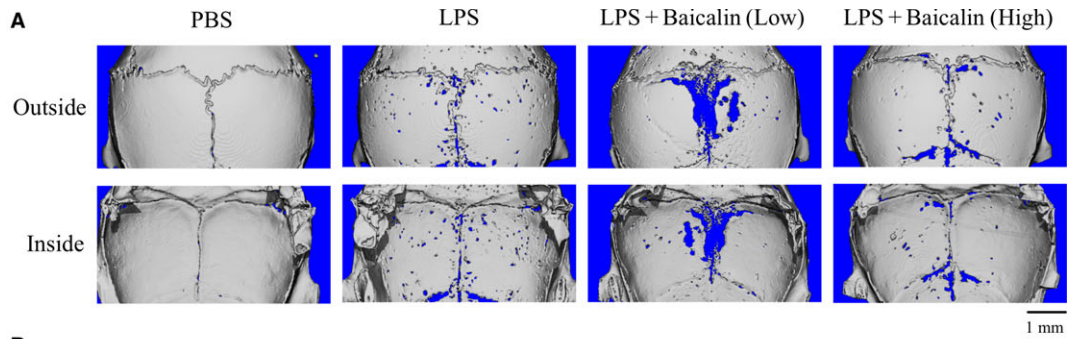 A
PBS
LPS
LPS + Baicalin (Low)
LPS + Baicalin (High)
Outside
Inside
1 mm